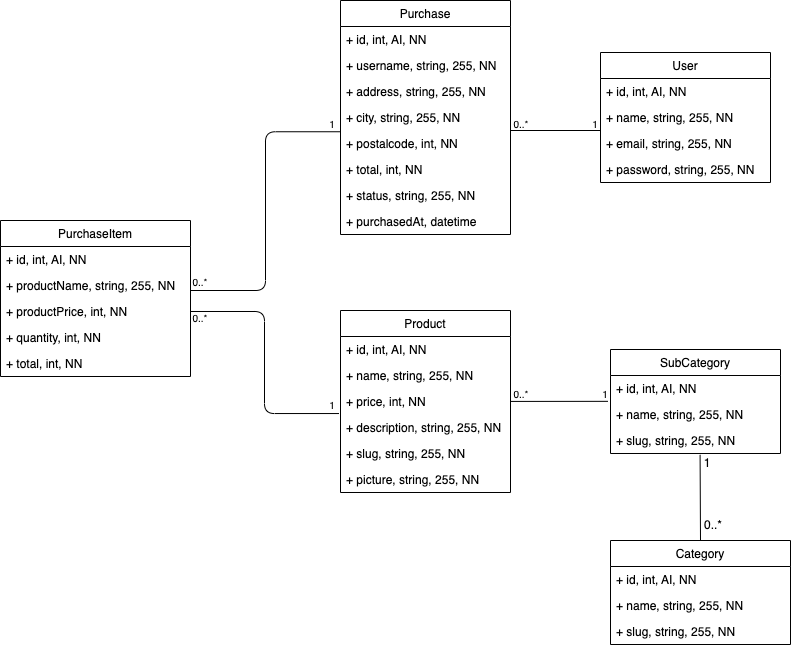 Purchase
+ id, int, AI, NN
+ username, string, 255, NN
+ address, string, 255, NN
+ city, string, 255, NN
+ postalcode, int, NN
+ total, int, NN
+ status, string, 255, NN
+ purchasedAt, datetime
1
0..*
1
User
+ id, int, AI, NN
+ name, string, 255, NN
+ email, string, 255, NN
+ password, string, 255, NN
PurchaseItem
+ id, int, AI, NN
+ productName, string, 255, NN
+ productPrice, int, NN
+ quantity, int, NN
+ total, int, NN
0..*
0..*
1
Product
+ id, int, AI, NN
+ name, string, 255, NN
+ price, int, NN
+ description, string, 255, NN
+ slug, string, 255, NN
+ picture, string, 255, NN
0..*
1
SubCategory
+ id, int, AI, NN
+ name, string, 255, NN
+ slug, string, 255, NN
1
0..*
Category
+ id, int, AI, NN
+ name, string, 255, NN
+ slug, string, 255, NN